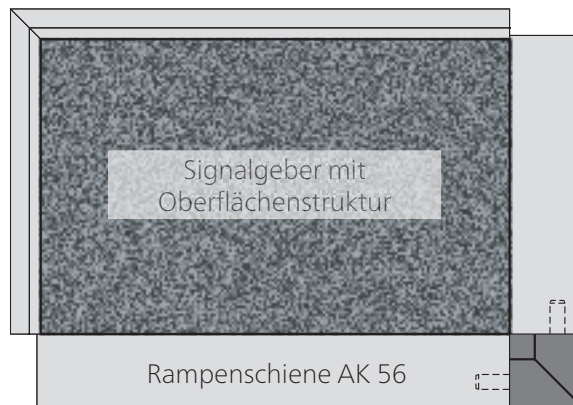 Signalgeber mit
Oberflächenstruktur
Rampenschiene AK 56